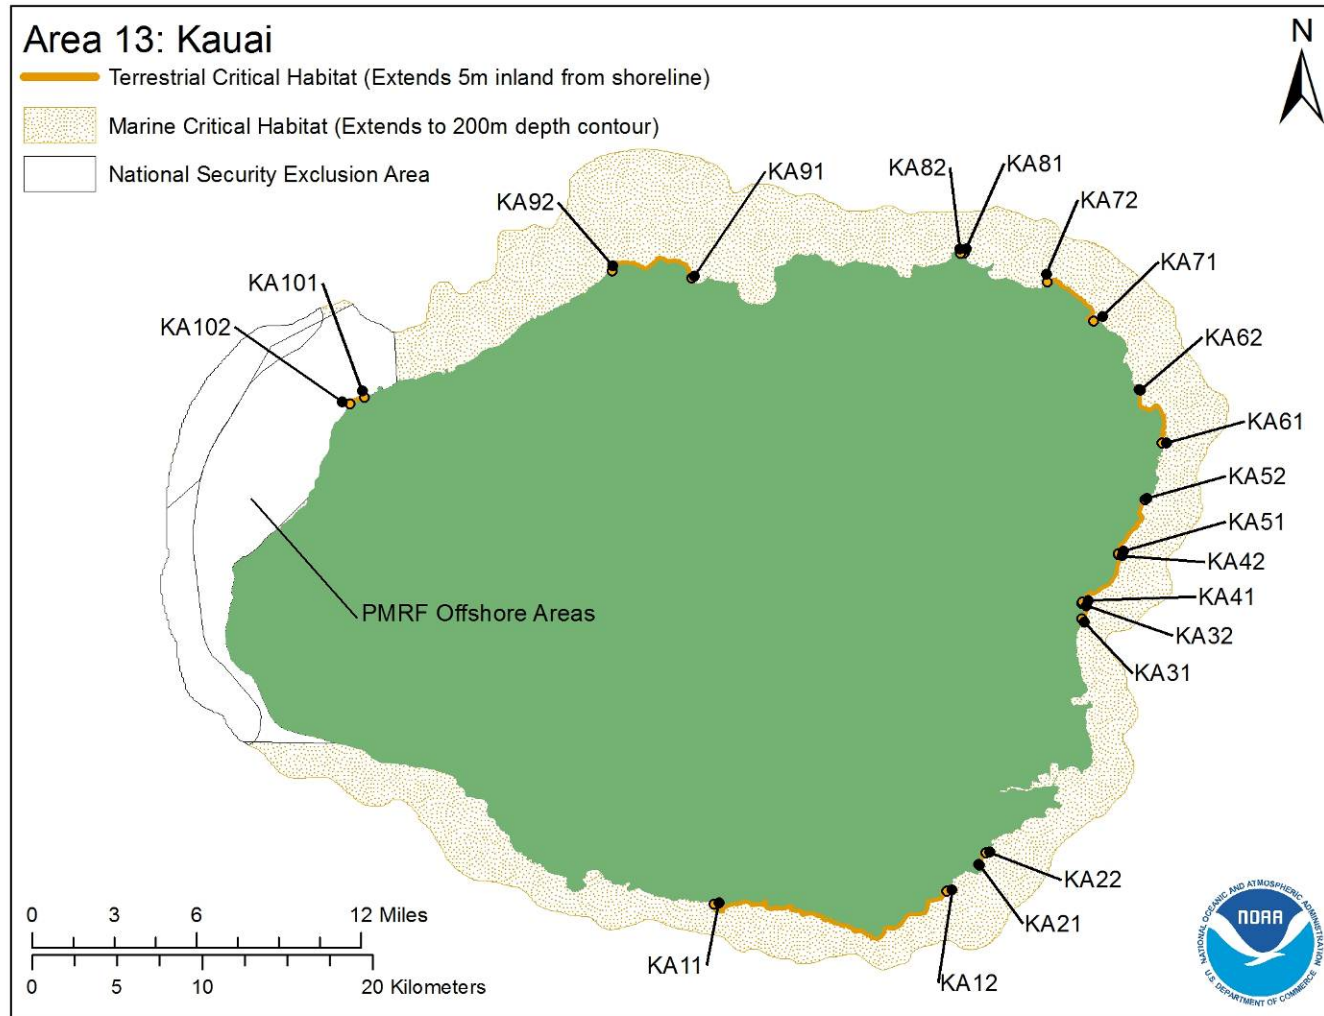 Area 13: Kauai
N
Terrestrial Critical Habitat (Extends 5m inland from shoreline)
Marine Critical Habitat (Extends to 200m depth contour)
National Security Exclusion Area
KA91
KA82
KA81
KA92
KA72
KA101
KA71
KA102
KA62
KA61
KA52
KA51
KA42
KA41
PMRF Offshore Areas
KA32
KA31
KA22
KA21
KA11
KA12
0 3 6 12 Miles
0 5 10 20 Kilometers
NATIONAL OCEANIC AND ATMOSPHERIC ADMINISTRATION
NOAA
U.S. DEPARTMENT OF COMMERCE